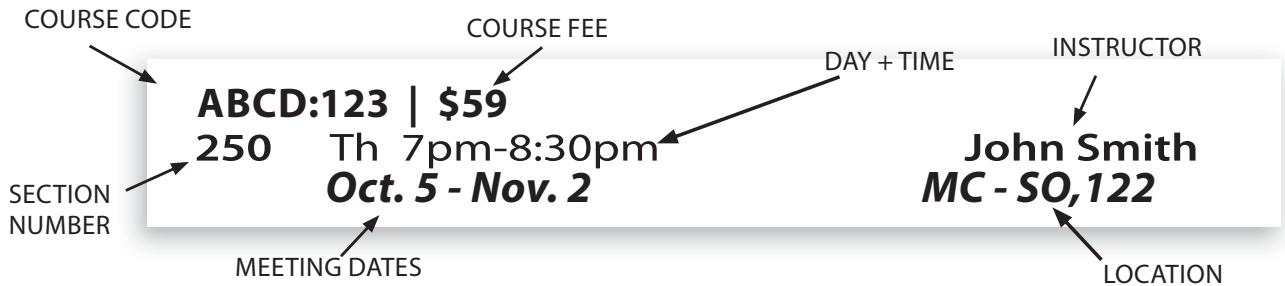 COURSE CODE
COURSE FEE
DAY + TIME
INSTRUCTOR
ABCD:123 | $59
250 Th 7pm-8:30pm John Smith
Oct. 5 - Nov. 2 MC - SO,122
SECTION
NUMBER
MEETING DATES
LOCATION